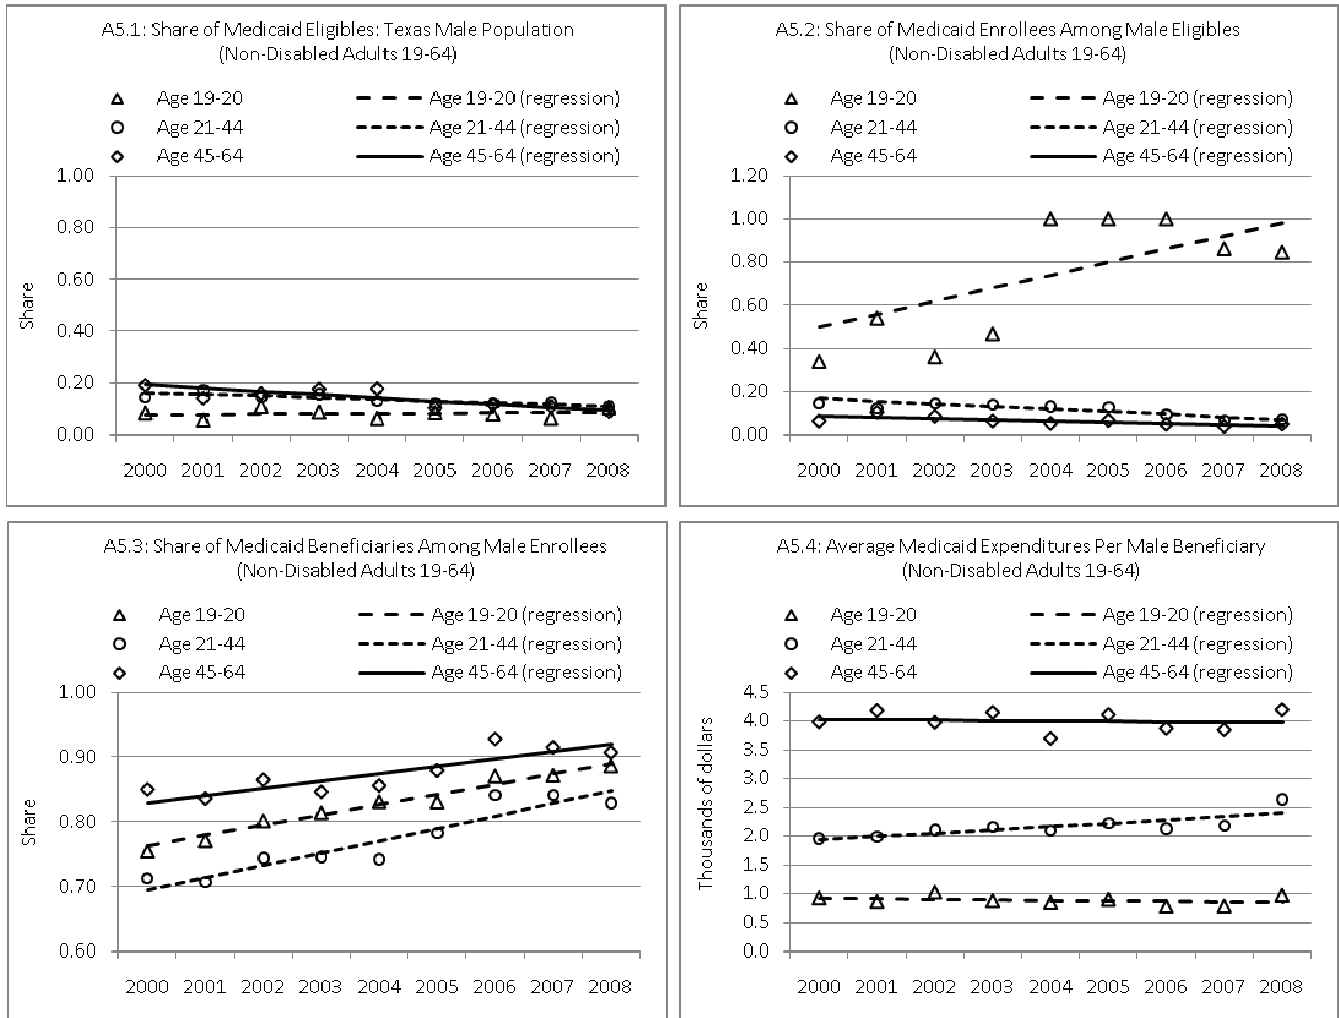 A5.1: Share of Medicaid Eligibles: Texas Male Population
(Non-Disabled Adults 19-64)
Age 19-20 Age 19-20 (regression)
Age 21-44 Age 21-44 (regression)
Age 45-64 Age 45-64 (regression)
1.00
0.80
0.60
0.40
0.20
0.00
Share
2000 2001 2002 2003 2004 2005 2006 2007 2008
A5.2: Share of Medicaid Enrollees Among Male Eligibles
(Non-Disabled Adults 19-64)
Age 19-20 Age 19-20 (regression)
Age 21-44 Age 21-44 (regression)
Age 45-64 Age 45-64 (regression)
1.20
1.00
0.80
0.60
0.40
0.20
0.00
Share
2000 2001 2002 2003 2004 2005 2006 2007 2008
A5.3: Share of Medicaid Beneficiaries Among Male Enrollees
(Non-Disabled Adults 19-64)
Age 19-20 Age 19-20 (regression)
Age 21-44 Age 21-44 (regression)
Age 45-64 Age 45-64 (regression)
1.00
0.90
0.80
0.70
0.60
Share
2000 2001 2002 2003 2004 2005 2006 2007 2008
A5.4: Average Medicaid Expenditures Per Male Beneficiary
(Non-Disabled Adults 19-64)
Age 19-20 Age 19-20 (regression)
Age 21-44 Age 21-44 (regression)
Age 45-64 Age 45-64 (regression)
4.5
4.0
3.5
3.0
2.5
2.0
1.5
1.0
0.5
0.0
Thousands of dollars
2000 2001 2002 2003 2004 2005 2006 2007 2008